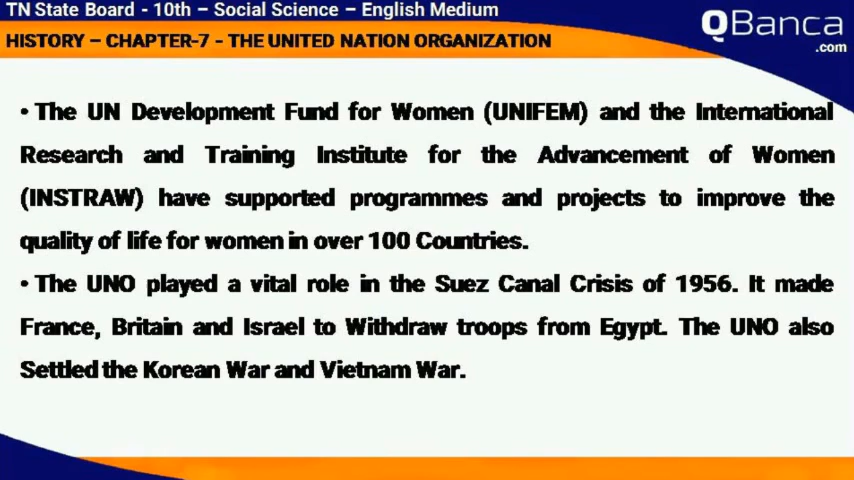 TN State Board - 10th – Social Science – English Medium
HISTORY – CHAPTER-7 - THE UNITED NATION ORGANIZATION
QBanca
.com
• The UN Development Fund for Women (UNIFEM) and the International
Research and Training Institute for the Advancement of Women
(INSTRAW) have supported programmes and projects to improve the
quality of life for women in over 100 Countries.
• The UNO played a vital role in the Suez Canal Crisis of 1956. It made
France, Britain and Israel to Withdraw troops from Egypt. The UNO also
Settled the Korean War and Vietnam War.